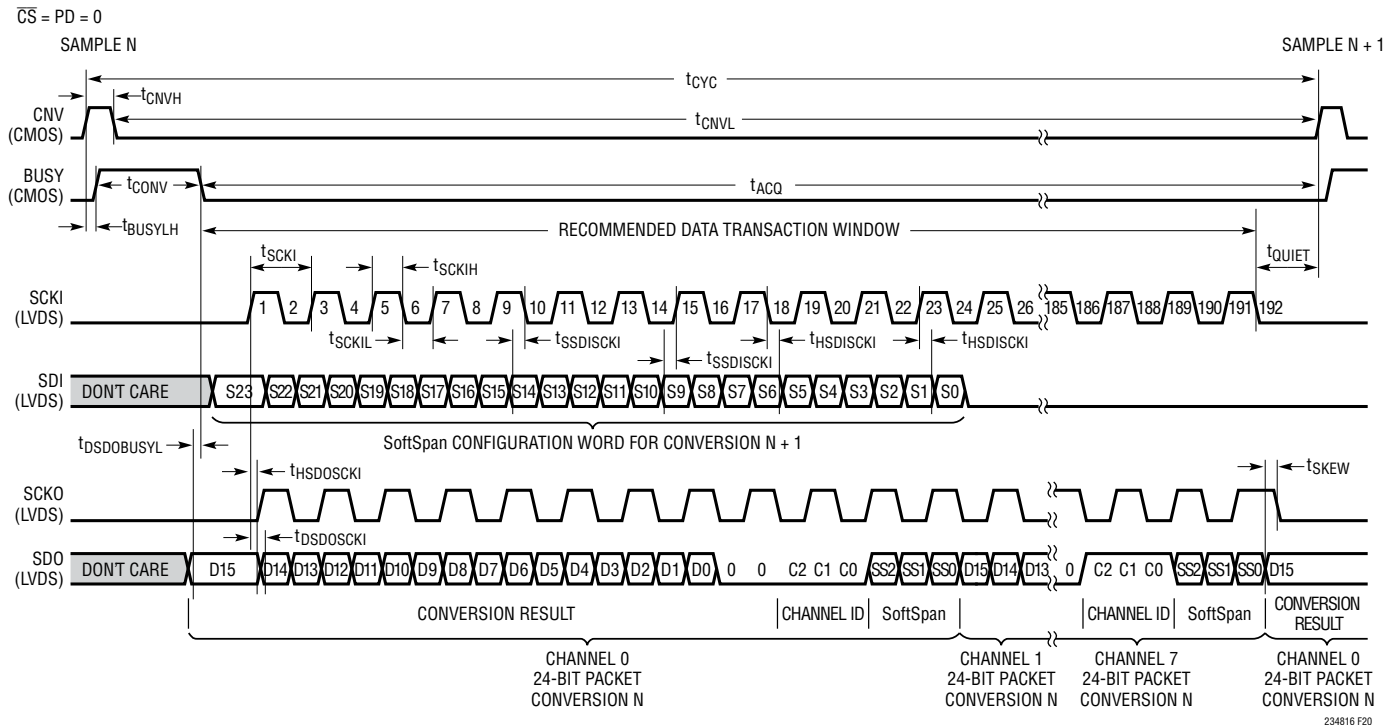 CS = PD = 0
SAMPLE N
SAMPLE N + 1
tCYC
tCNVH
CNV
(CMOS)
tCNVL
BUSY
(CMOS)
tCONV
tACQ
tBUSYLH
RECOMMENDED DATA TRANSACTION WINDOW
tQUIET
tSCKI
tSCKIH
SCKI
(LVDS)
1 2 3 4 5 6 7 8 9 10 11 12 13 14 15 16 17 18 19 20 21 22 23 24 25 26 185 186 187 188 189 190 191 192
tSCKIL
tSSDISCKI
tSSDISCKI
tHSDISCKI
tHSDISCKI
SDI
(LVDS)
DON'T CARE S23 S22 S21 S20 S19 S18 S17 S16 S15 S14 S13 S12 S11 S10 S9 S8 S7 S6 S5 S4 S3 S2 S1 S0
SoftSpan CONFIGURATION WORD FOR CONVERSION N + 1
tDSDOBUSYL
tHSDOSCKI
tSKEW
SCKO
(LVDS)
tDSDOSCKI
SDO
(LVDS)
DON'T CARE D15 D14 D13 D12 D11 D10 D9 D8 D7 D6 D5 D4 D3 D2 D1 D0 0 0 C2 C1 C0 SS2 SS1 SS0 D15 D14 D13 0 C2 C1 C0 SS2 SS1 SS0 D15
CONVERSION RESULT CHANNEL ID SoftSpan CHANNEL ID SoftSpan CONVERSION
RESULT
CHANNEL 0
24-BIT PACKET
CONVERSION N
CHANNEL 1
24-BIT PACKET
CONVERSION N
CHANNEL 7
24-BIT PACKET
CONVERSION N
CHANNEL 0
24-BIT PACKET
CONVERSION N
234816 F20